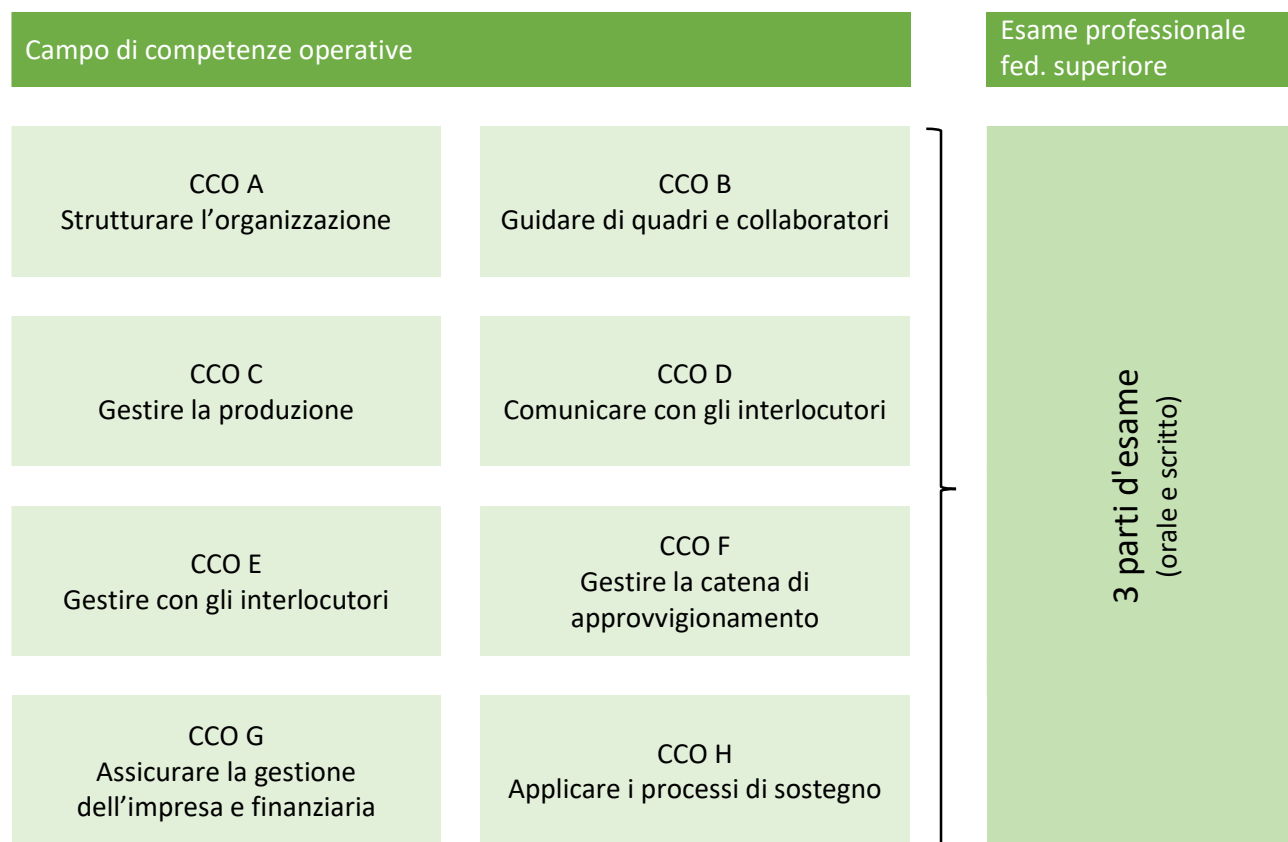 Campo di competenze operative
Esame professionale
fed. superiore
CCO A
Strutturare l’organizzazione
CCO B
Guidare di quadri e collaboratori
CCO C
Gestire la produzione
CCO D
Comunicare con gli interlocutori
CCO E
Gestire con gli interlocutori
CCO F
Gestire la catena di
approvvigionamento
CCO G
Assicurare la gestione
dell’impresa e finanziaria
CCO H
Applicare i processi di sostegno
3 parti d'esame
(orale e scritto)